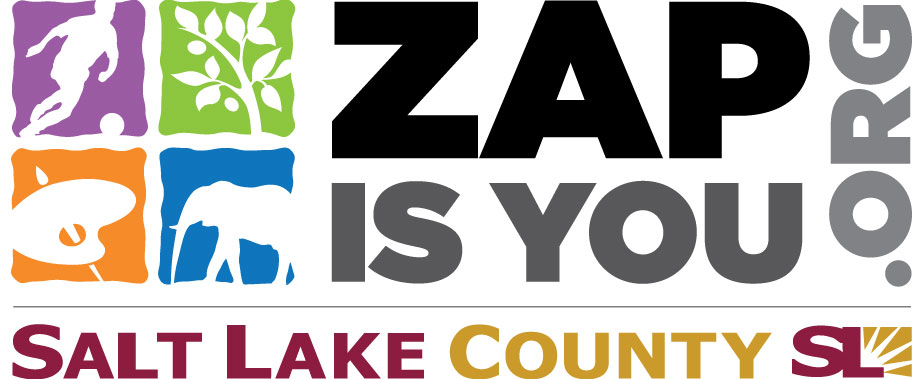 ZAP
IS YOU
.ORG
SALT LAKE COUNTY SL